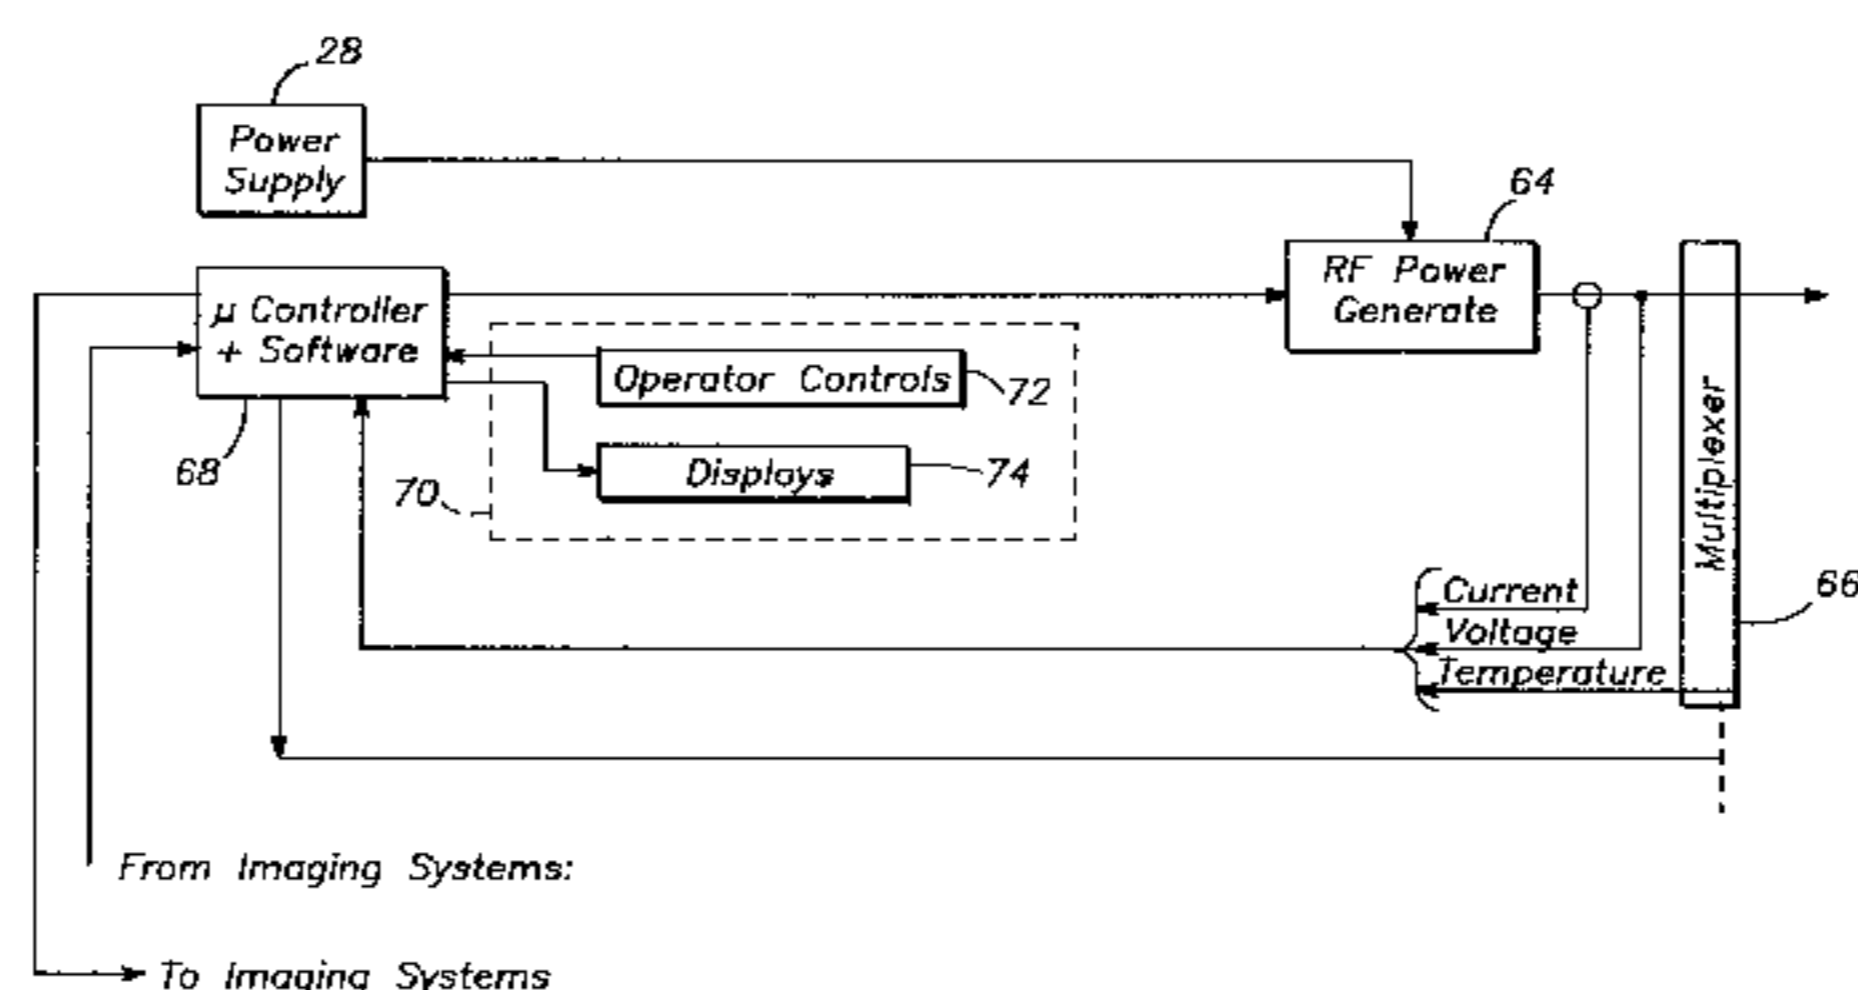 28
Power
Supply
64
RF Power
Generate
μ Controller
+ Software
Operator Controls
72
68
70
Displays
74
Multiplexer
66
Current
Voltage
Temperature
From Imaging Systems:
To Imaging Systems